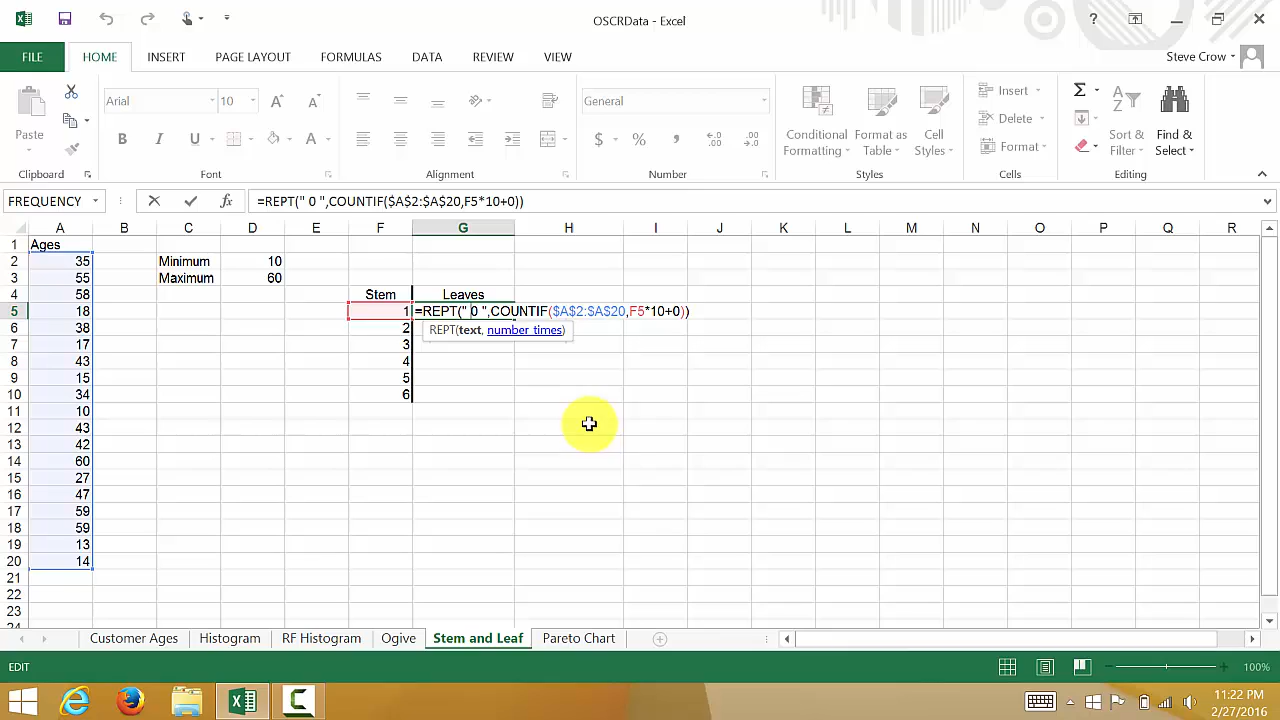 OSCRData - Excel
?
FILE HOME INSERT PAGE LAYOUT FORMULAS DATA REVIEW VIEW Steve Crow
Paste
Arial 10
B I U
General
$ % ,
Conditional Formatting
Format as Table
Cell Styles
Insert
Delete
Format
Sort & Filter
Find & Select
Clipboard Font Alignment Number Styles Cells Editing
FREQUENCY fx =REPT(" 0 ",COUNTIF($A$2:$A$20,F5*10+0))
A B C D E F G H I J K L M N O P Q R
1 Ages
2 35 Minimum 10
3 55 Maximum 60
4 58 Stem Leaves
5 18 1 =REPT(" 0 ",COUNTIF($A$2:$A$20,F5*10+0))
6 38 2 REPT(text, number_times)
7 17 3
8 43 4
9 15 5
10 34 6
11 10
12 43
13 42
14 60
15 27
16 47
17 59
18 59
19 13
20 14
21
22
23
24
Customer Ages Histogram RF Histogram Ogive Stem and Leaf Pareto Chart
EDIT 100%
11:22 PM
2/27/2016